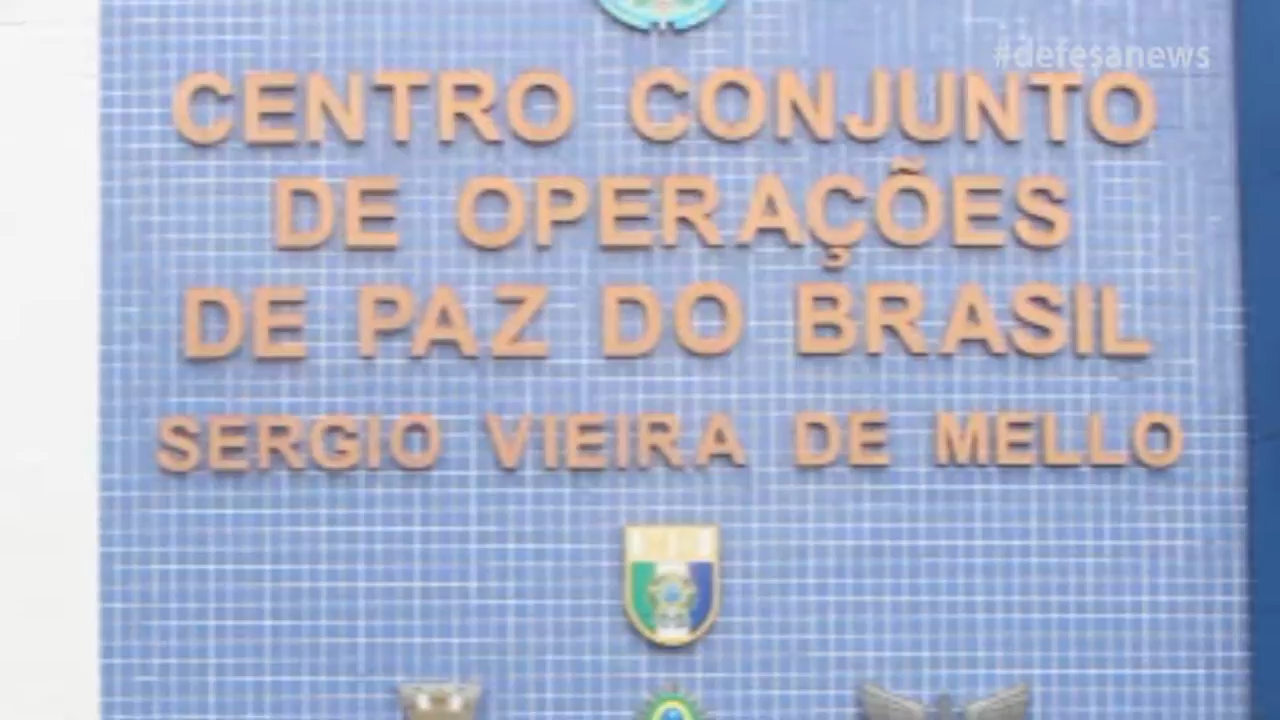 #defesanews
CENTRO CONJUNTO
DE OPERAÇÕES
DE PAZ DO BRASIL
SERGIO VIEIRA DE MELLO